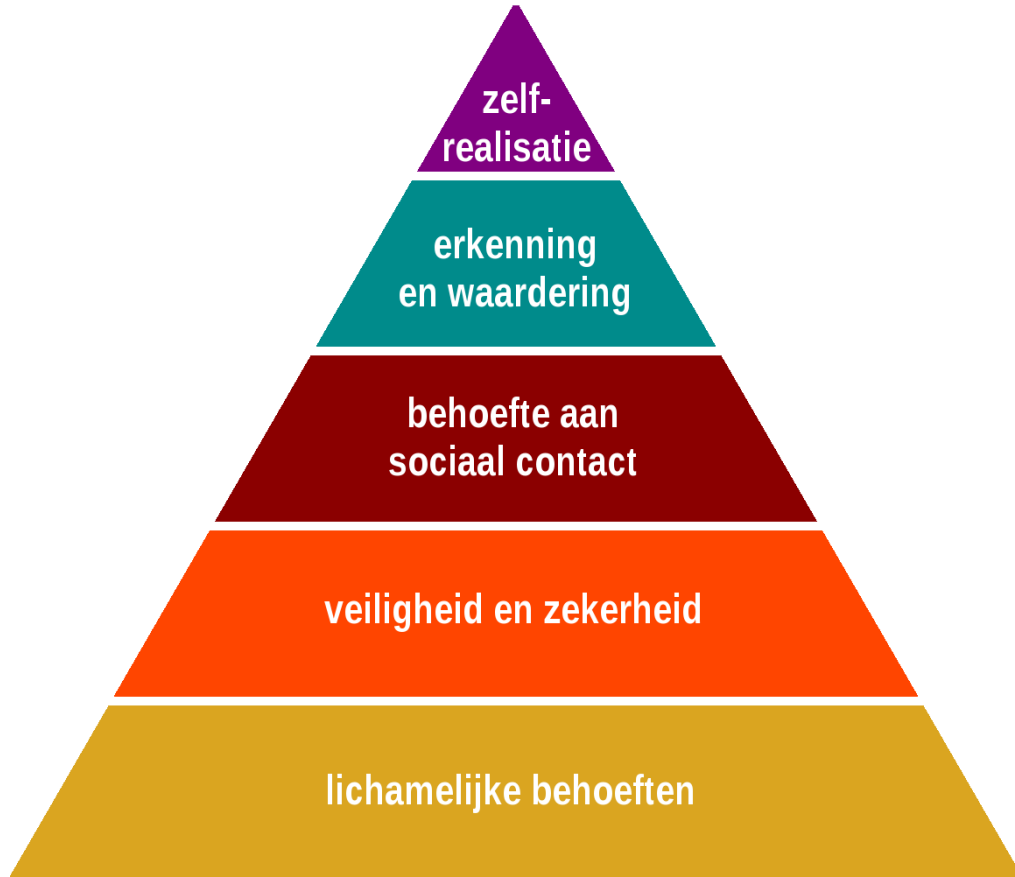 zelf-
realisatie
erkenning
en waardering
behoefte aan
sociaal contact
veiligheid en zekerheid
lichamelijke behoeften